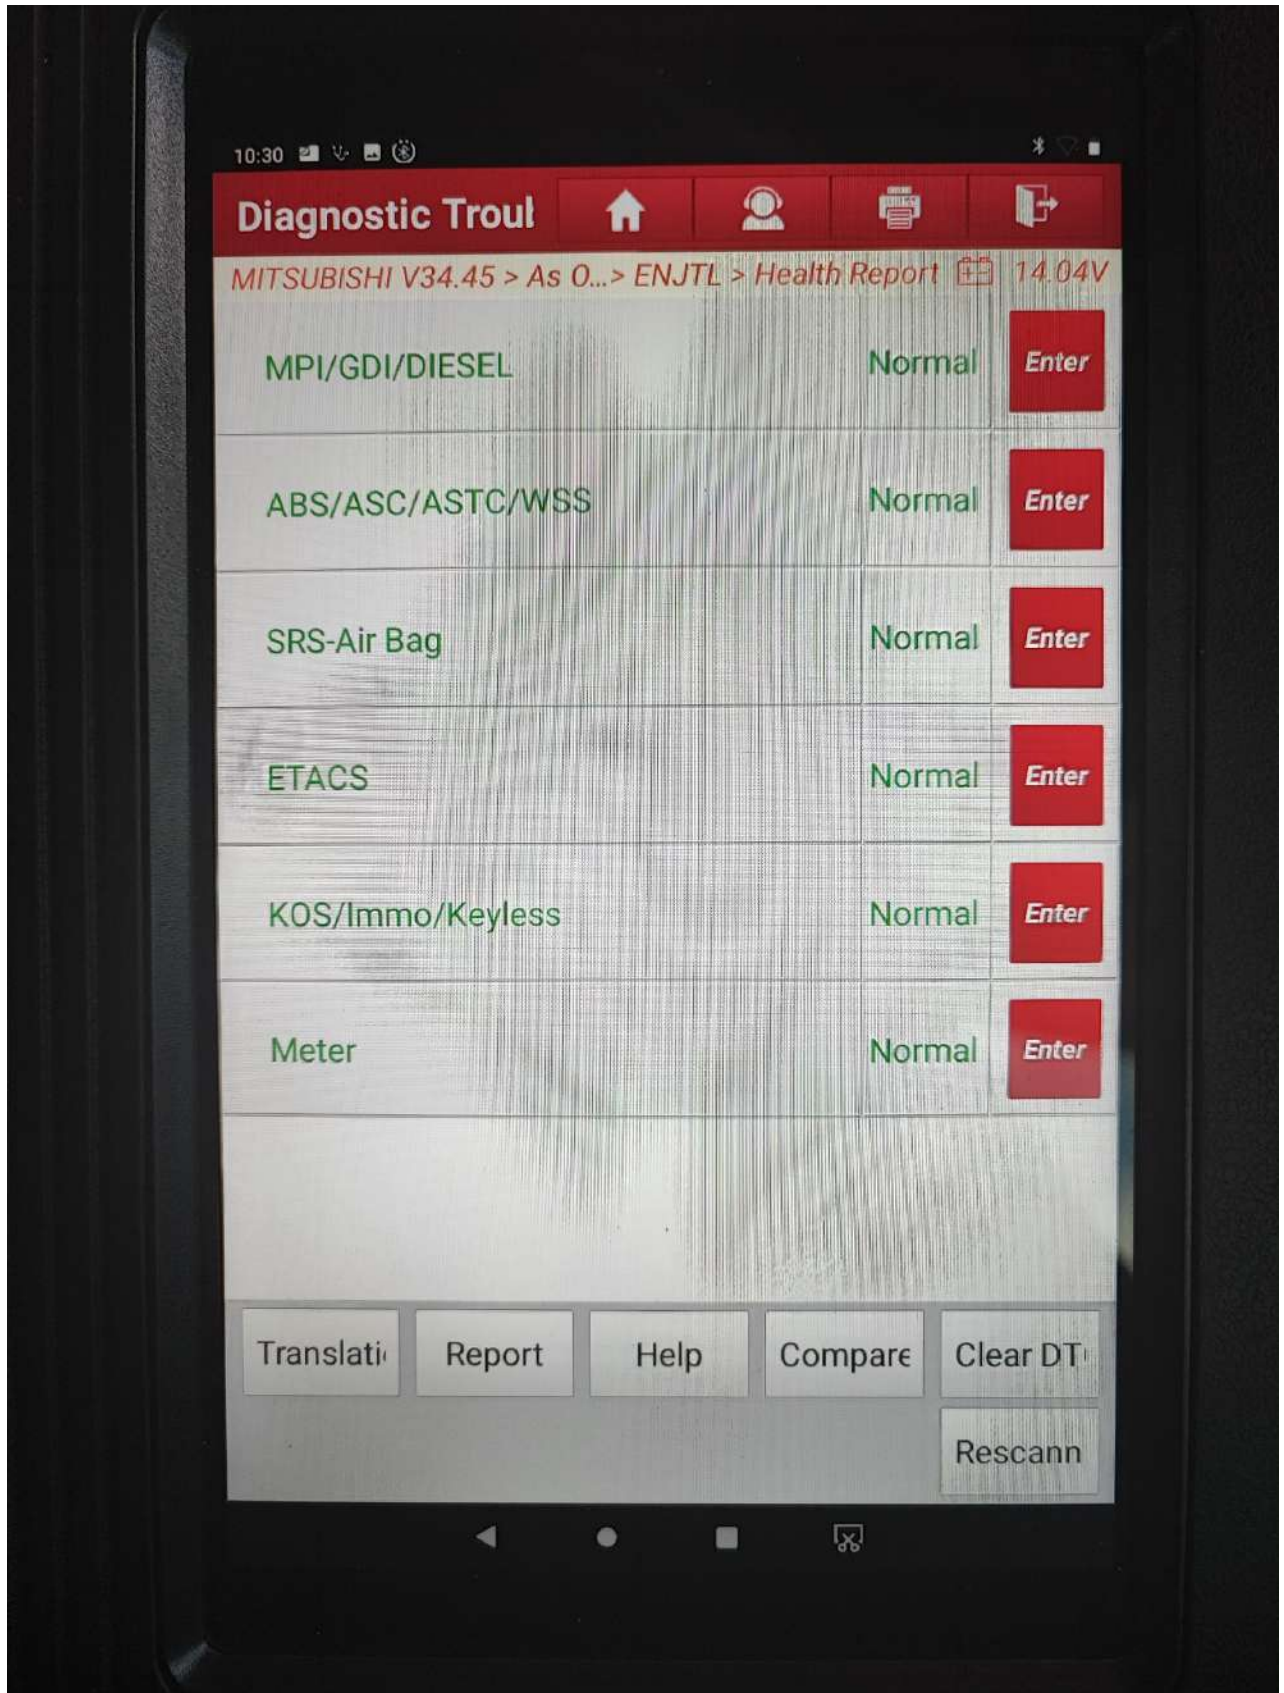 10:30
Diagnostic Troul
MITSUBISHI V34.45 > As O...> ENJTL > Health Report 14.04V
MPI/GDI/DIESEL Normal Enter
ABS/ASC/ASTC/WSS Normal Enter
SRS-Air Bag Normal Enter
ETACS Normal Enter
KOS/Immo/Keyless Normal Enter
Meter Normal Enter
Translati Report Help Compare Clear DT
Rescann